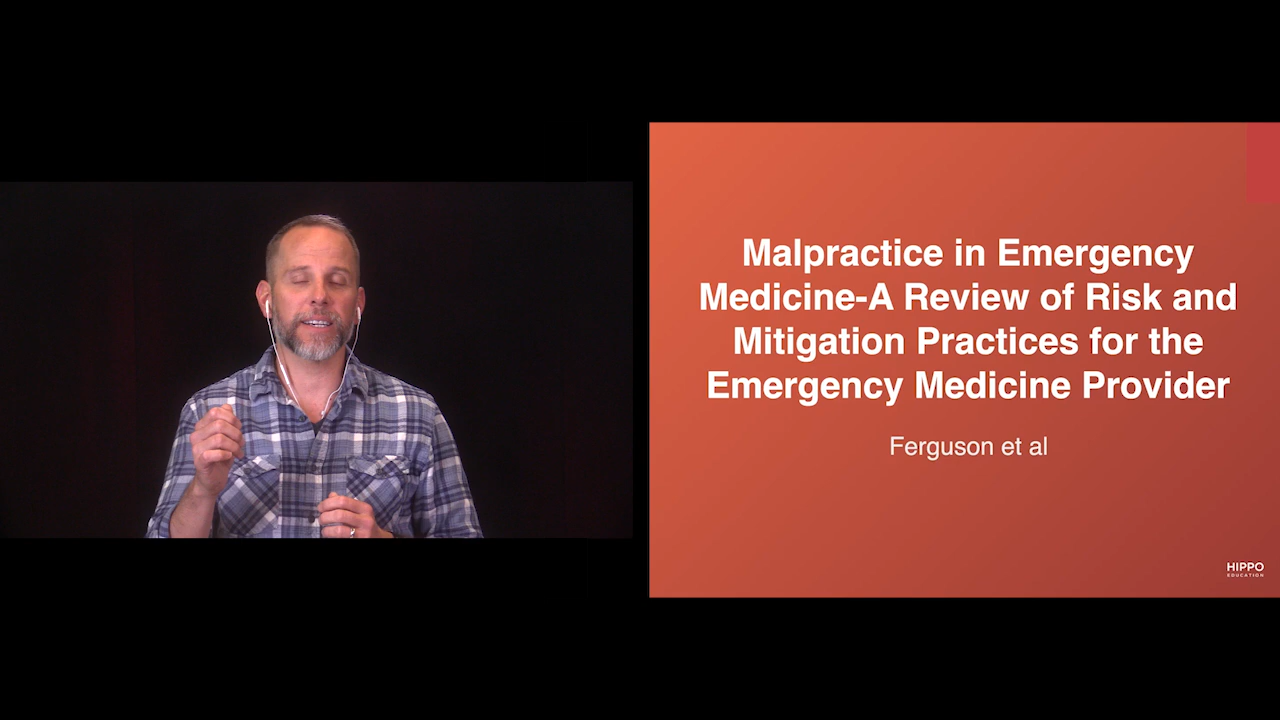 Malpractice in Emergency
Medicine-A Review of Risk and
Mitigation Practices for the
Emergency Medicine Provider
Ferguson et al
HIPPO
EDUCATION